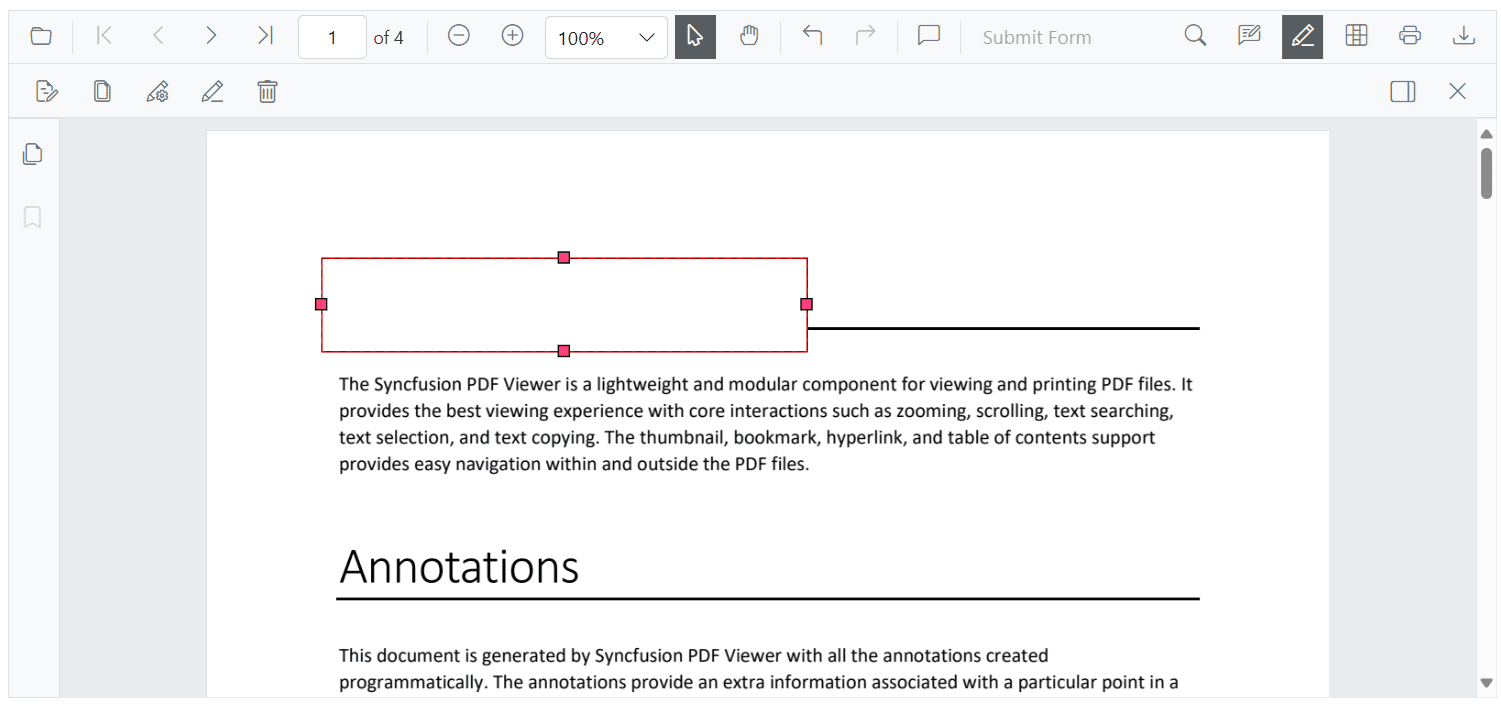 1 of 4 100% Submit Form
The Syncfusion PDF Viewer is a lightweight and modular component for viewing and printing PDF files. It
provides the best viewing experience with core interactions such as zooming, scrolling, text searching,
text selection, and text copying. The thumbnail, bookmark, hyperlink, and table of contents support
provides easy navigation within and outside the PDF files.
Annotations
This document is generated by Syncfusion PDF Viewer with all the annotations created
programmatically. The annotations provide an extra information associated with a particular point in a